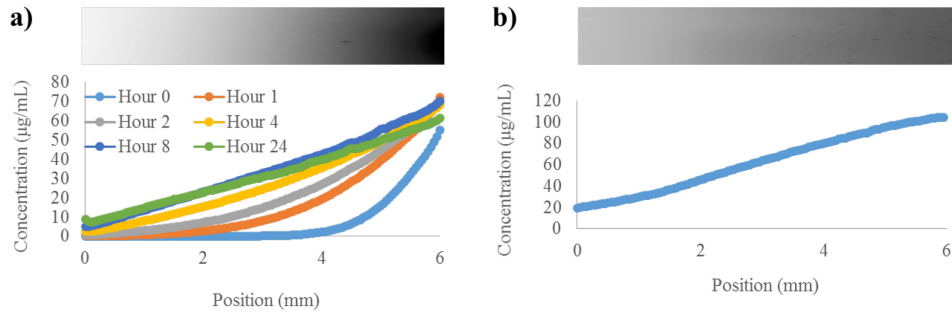 a)
80
70
60
50
40
30
20
10
0
Concentration (µg/mL)
Hour 0 Hour 1
Hour 2 Hour 4
Hour 8 Hour 24
0 2 4 6
Position (mm)
b)
120
100
80
60
40
20
0
Concentration (µg/mL)
0 2 4 6
Position (mm)